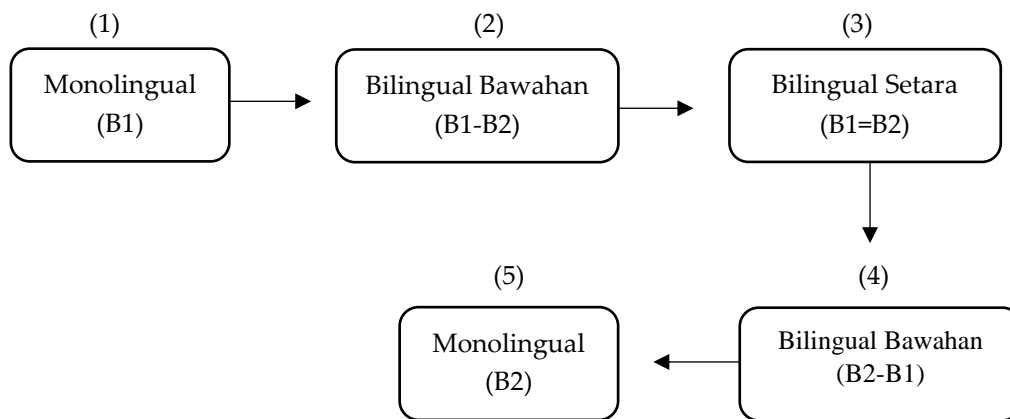 (1)
Monolingual
(B1)
(2)
Bilingual Bawahan
(B1-B2)
(3)
Bilingual Setara
(B1=B2)
(4)
Bilingual Bawahan
(B2-B1)
(5)
Monolingual
(B2)